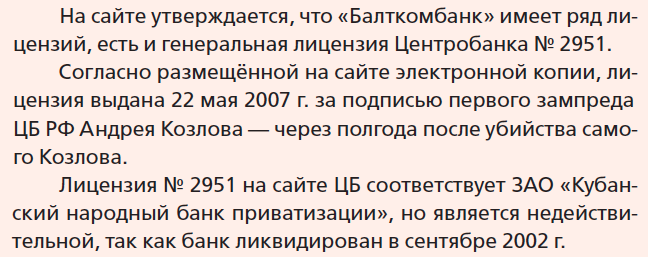 На сайте утверждается, что «Балткомбанк» имеет ряд ли-
цензий, есть и генеральная лицензия Центробанка № 2951.
Согласно размещённой на сайте электронной копии, ли-
цензия выдана 22 мая 2007 г. за подписью первого зампреда
ЦБ РФ Андрея Козлова — через полгода после убийства само-
го Козлова.
Лицензия № 2951 на сайте ЦБ соответствует ЗАО «Кубан-
ский народный банк приватизации», но является недействи-
тельной, так как банк ликвидирован в сентябре 2002 г.